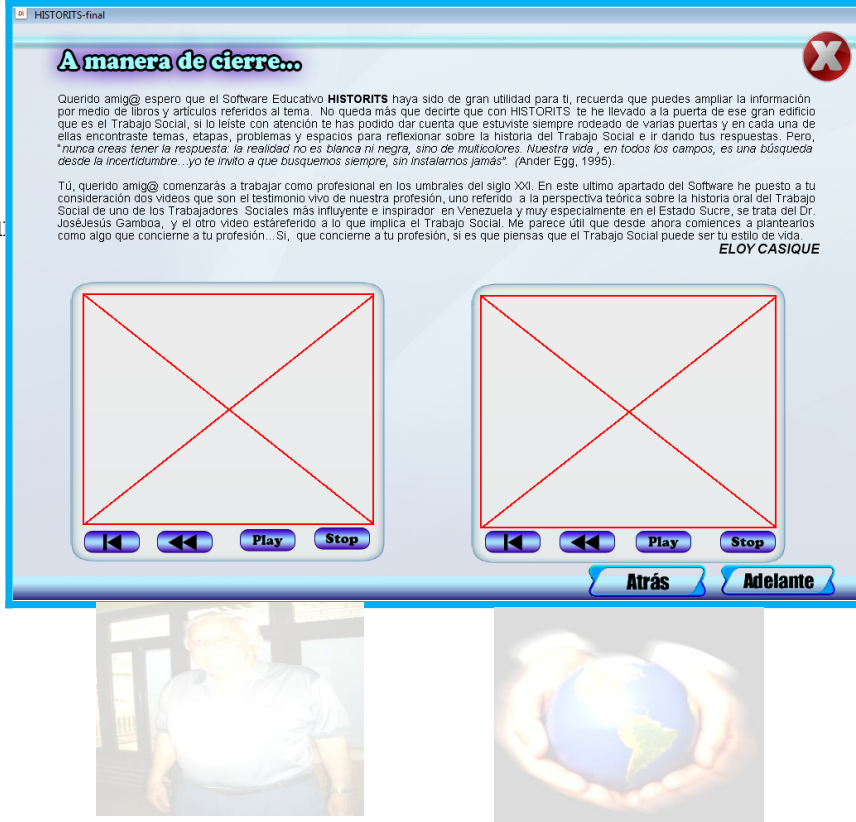 HISTORITS-final
A manera de cierre...
Querido amig@ espero que el Software Educativo HISTORITS haya sido de gran utilidad para ti, recuerda que puedes ampliar la información
por medio de libros y artículos referidos al tema. No queda más que decirte que con HISTORITS te he llevado a la puerta de ese gran edificio
que es el Trabajo Social, si lo leíste con atención te has podido dar cuenta que estuviste siempre rodeado de varias puertas y en cada una de
ellas encontraste temas, etapas, problemas y espacios para reflexionar sobre la historia del Trabajo Social e ir dando tus respuestas. Pero,
"nunca creas tener la respuesta: la realidad no es blanca ni negra, sino de multicolores. Nuestra vida , en todos los campos, es una búsqueda
desde la incertidumbre...yo te invito a que busquemos siempre, sin instalarnos jamás". (Ander Egg, 1995).
Tú, querido amig@ comenzarás a trabajar como profesional en los umbrales del siglo XXI. En este ultimo apartado del Software he puesto a tu
consideración dos videos que son el testimonio vivo de nuestra profesión, uno referido a la perspectiva teórica sobre la historia oral del Trabajo
Social de uno de los Trabajadores Sociales más influyente e inspirador en Venezuela y muy especialmente en el Estado Sucre, se trata del Dr.
JoséJesús Gamboa, y el otro video estáreferido a lo que implica el Trabajo Social. Me parece útil que desde ahora comiences a plantearlos
como algo que concierne a tu profesión...Si, que concierne a tu profesión, si es que piensas que el Trabajo Social puede ser tu estilo de vida.
ELOY CASIQUE
Play Stop
Play Stop
Atrás Adelante